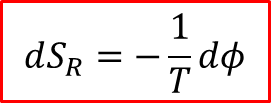 dS_R = -\frac{1}{T} d\phi